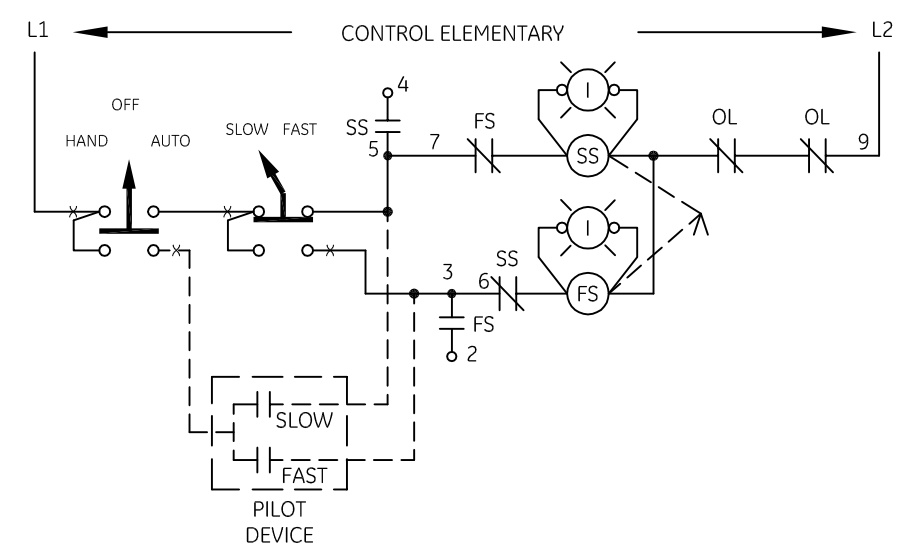 L1
CONTROL ELEMENTARY
L2
OFF
HAND
AUTO
SLOW FAST
4
SS
5
7
FS
I
SS
OL
OL
9
x
x
I
3
6
SS
FS
x
x
FS
2
SLOW
FAST
PILOT
DEVICE